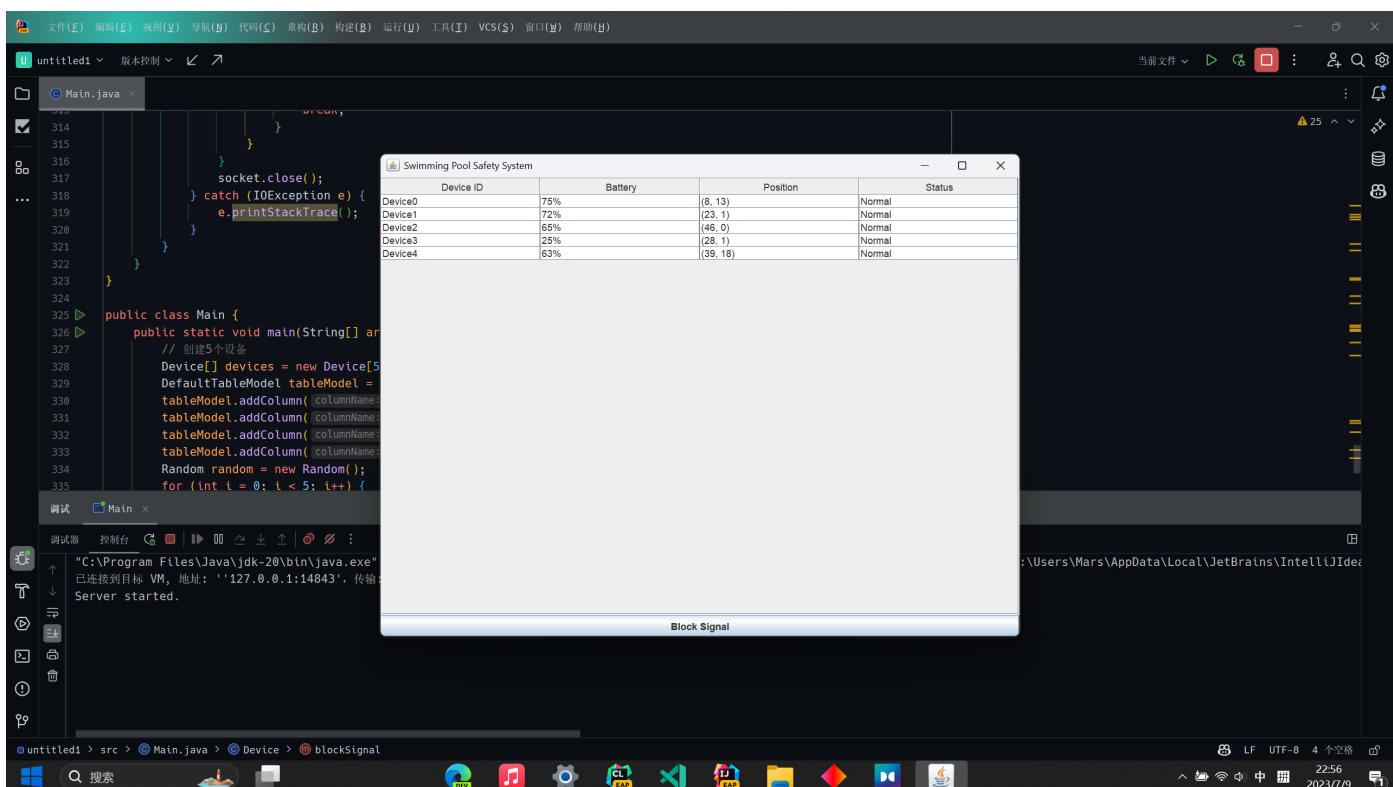 文件(F) 编辑(E) 视图(V) 导航(N) 代码(C) 重构(R) 构建(B) 运行(U) 工具(T) VCS(S) 窗口(W) 帮助(H)
U untitled1 版本控制 当前文件
Main.java
314 }
315 }
316 }
317 socket.close();
318 } catch (IOException e) {
319 e.printStackTrace();
320 }
321 }
322 }
323 }
324
325 public class Main {
326 public static void main(String[] ar
327 // 创建5个设备
328 Device[] devices = new Device[5
329 DefaultTableModel tableModel =
330 tableModel.addColumn( columnName:
331 tableModel.addColumn( columnName:
332 tableModel.addColumn( columnName:
333 tableModel.addColumn( columnName:
334 Random random = new Random();
335 for (int i = 0; i < 5; i++) {
25
Swimming Pool Safety System
Device ID Battery Position Status
Device0 75% (8, 13) Normal
Device1 72% (23, 1) Normal
Device2 65% (46, 0) Normal
Device3 25% (28, 1) Normal
Device4 63% (39, 18) Normal
Block Signal
调试 Main
调试器 控制台
"C:\Program Files\Java\jdk-20\bin\java.exe" :\Users\Mars\AppData\Local\JetBrains\IntelliJIdea
已连接到目标 VM, 地址: ''127.0.0.1:14843',传输:
Server started.
untitled1 > src > Main.java > Device > blockSignal LF UTF-8 4 个空格
搜索 DEV CL EAP IJ EAP 中 拼 22:56
2023/7/9 1